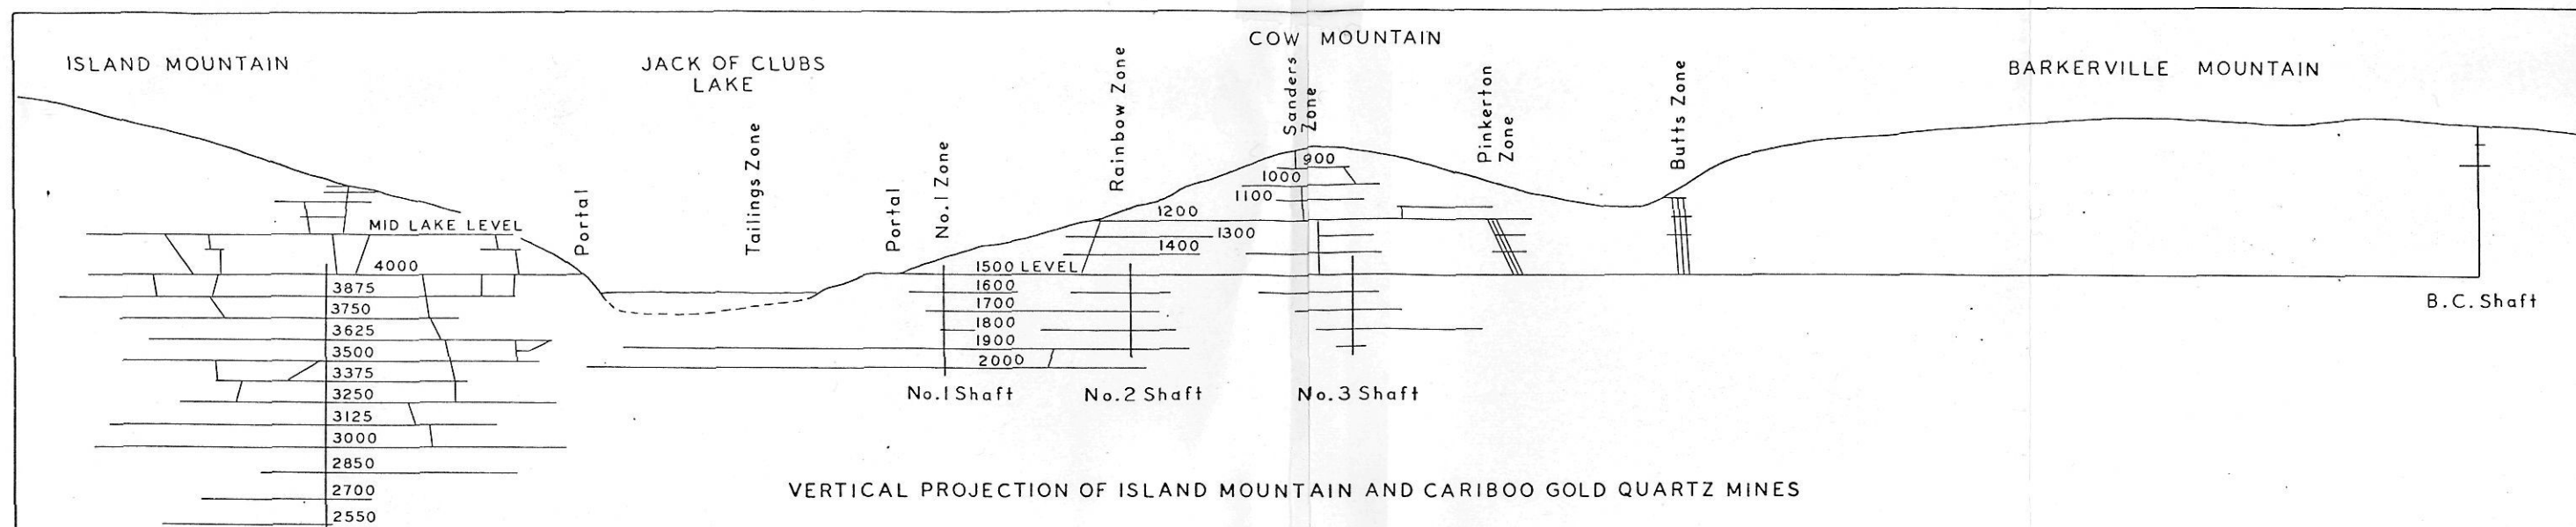 ISLAND MOUNTAIN
JACK OF CLUBS
LAKE
COW MOUNTAIN
BARKERVILLE MOUNTAIN
Portal
Tailings Zone
Portal
No.1 Zone
Rainbow Zone
Sanders
Zone
Pinkerton
Zone
Butts Zone
900
1000
1100
1200
1300
1400
1500 LEVEL
1600
1700
1800
1900
2000
MID LAKE LEVEL
4000
3875
3750
3625
3500
3375
3250
3125
3000
2850
2700
2550
No.1 Shaft
No.2 Shaft
No.3 Shaft
B.C. Shaft
VERTICAL PROJECTION OF ISLAND MOUNTAIN AND CARIBOO GOLD QUARTZ MINES